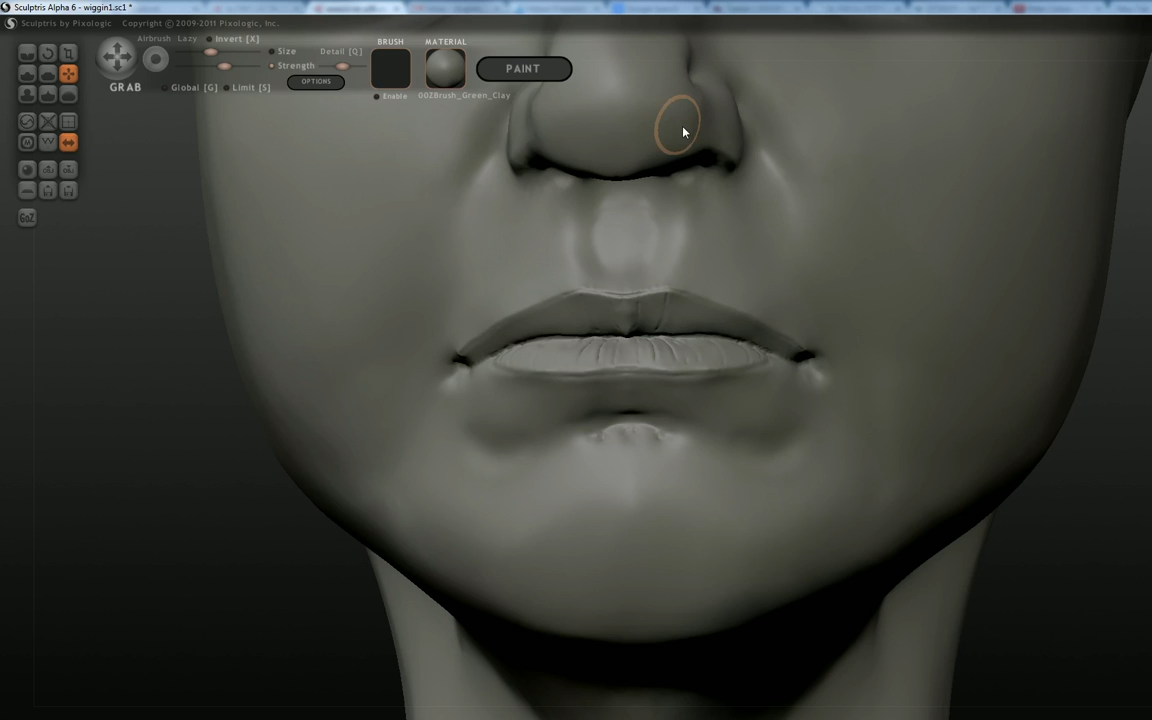 Sculptris Alpha 6 - wiggin1.sc1 *
Sculptris by Pixologic   Copyright © 2009-2011 Pixologic, Inc.
Airbrush Lazy Invert [X]
Size Detail [Q]
Strength
GRAB
Global [G] Limit [S]
OPTIONS
BRUSH
Enable
MATERIAL
00ZBrush_Green_Clay
PAINT
GoZ